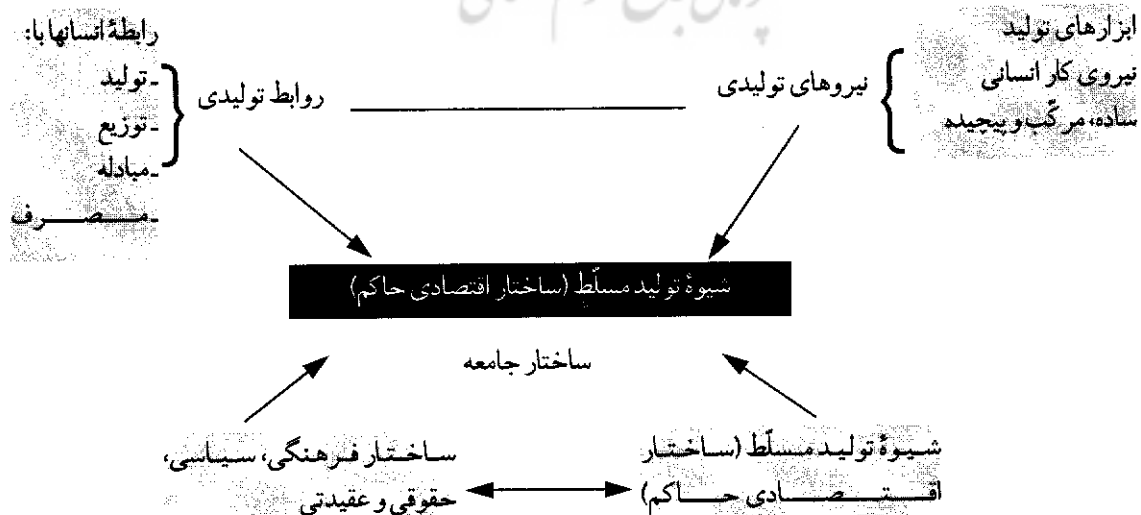 ابزارهای تولید
نیروی کار انسانی
ساده، مرکّب و پیچیده
نیروهای تولیدی
روابط تولیدی
رابطهٔ انسانها با:
ـ تولید
ـ توزیع
ـ مبادله
ـ مصرف
شیوهٔ تولید مسلّط (ساختار اقتصادی حاکم)
ساختار جامعه
شیوهٔ تولید مسلّط (ساختار
اقتصادی حاکم)
ساختار فرهنگی، سیاسی،
حقوقی و عقیدتی